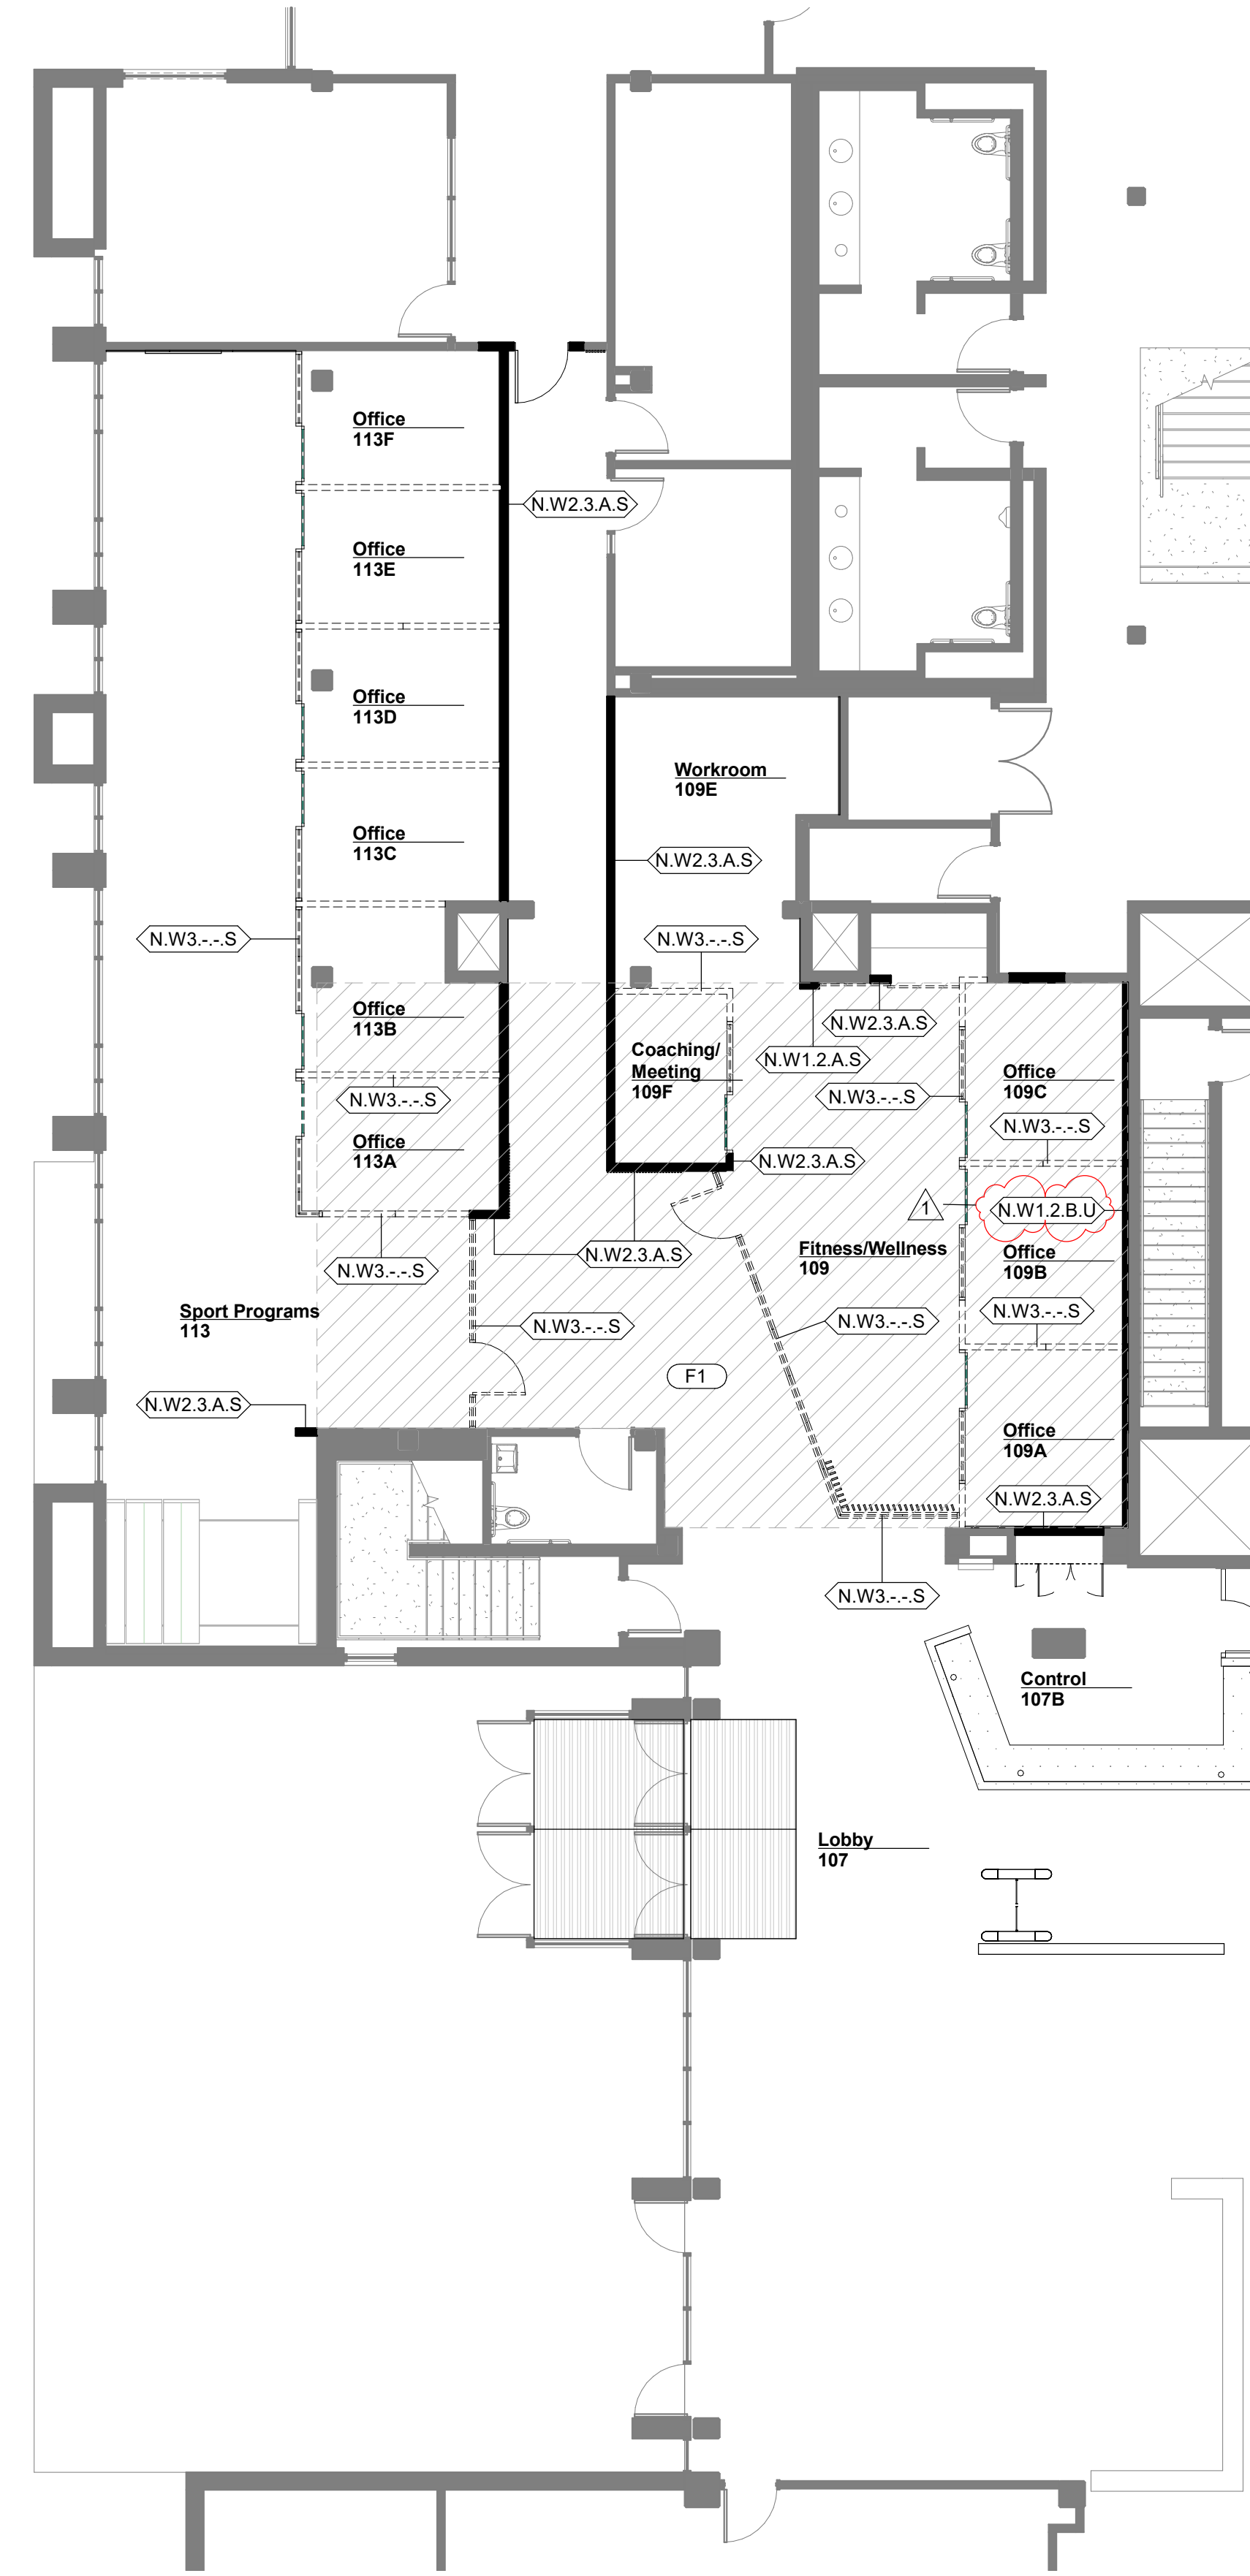 Office
113F
N.W2.3.A.S
Office
113E
Office
113D
Workroom
109E
Office
113C
N.W2.3.A.S
N.W3.-.-.S
N.W3.-.-.S
Office
113B
N.W2.3.A.S
Coaching/
Meeting
109F
N.W1.2.A.S
Office
109C
N.W3.-.-.S
N.W3.-.-.S
N.W3.-.-.S
Office
113A
N.W2.3.A.S
1
N.W1.2.B.U
Fitness/Wellness
109
Office
109B
N.W2.3.A.S
N.W3.-.-.S
Sport Programs
113
N.W3.-.-.S
N.W3.-.-.S
N.W3.-.-.S
F1
N.W2.3.A.S
Office
109A
N.W2.3.A.S
N.W3.-.-.S
Control
107B
Lobby
107